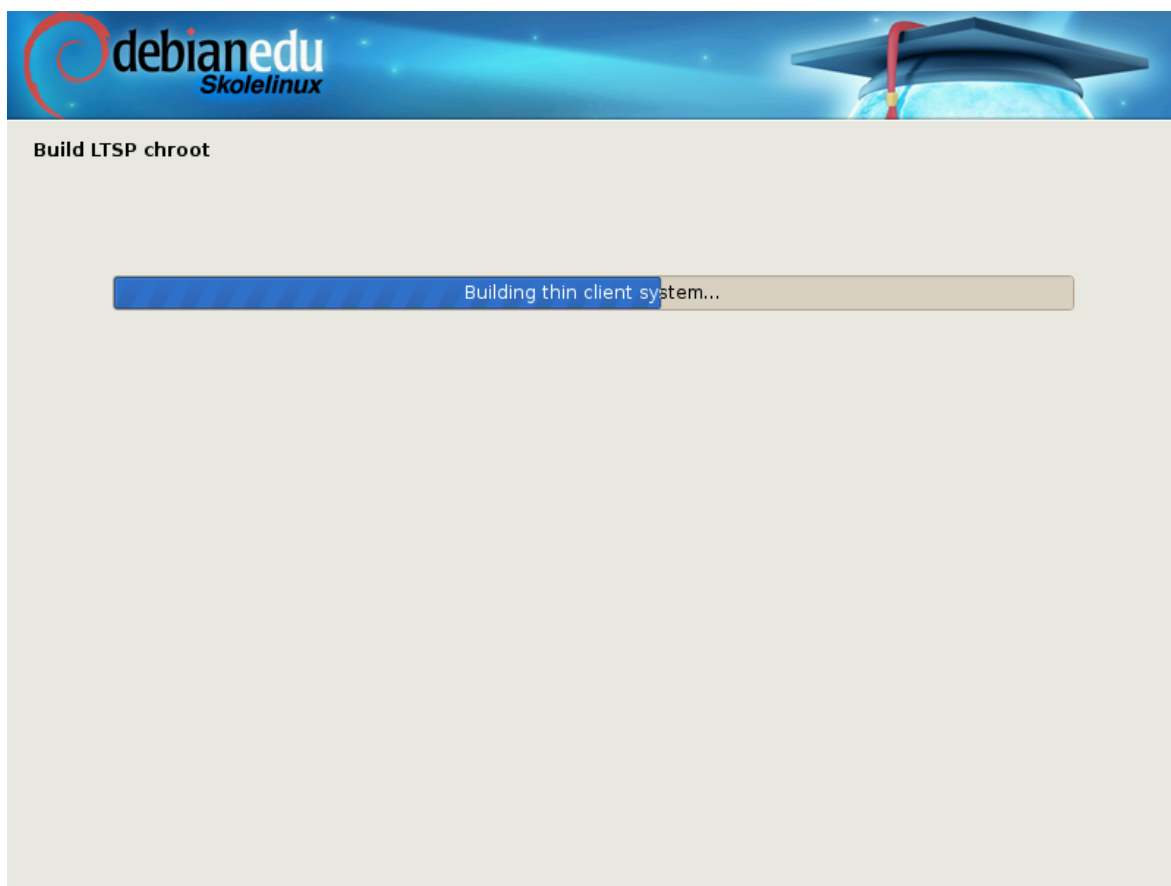 debianedu
Skolelinux
Build LTSP chroot
Building thin client system...